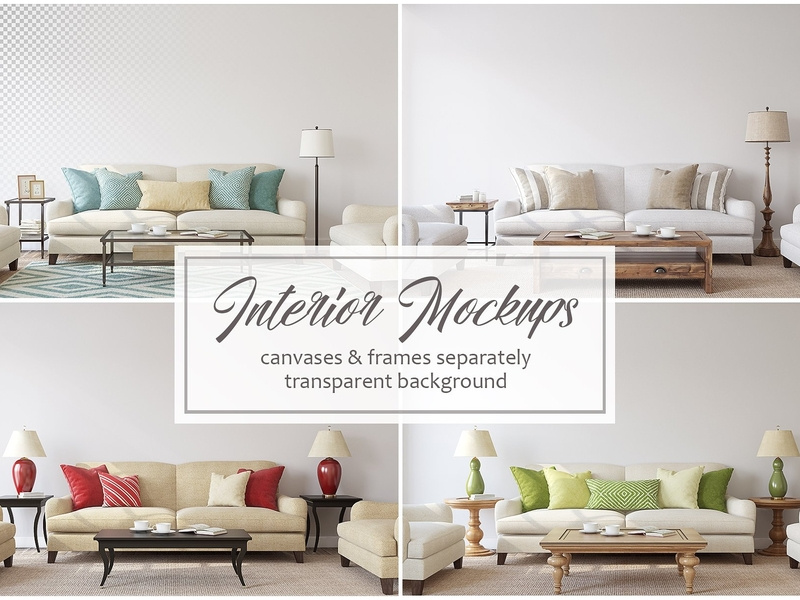 Interior Mockups
canvases & frames separately
transparent background